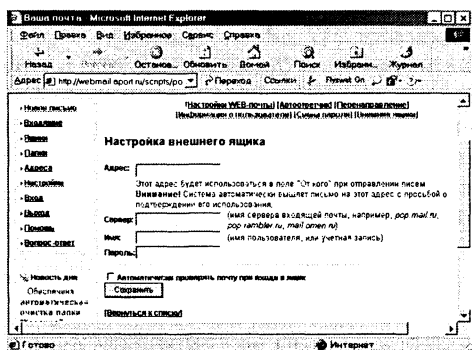 Ваша почта - Microsoft Internet Explorer
Файл Правка Вид Избранное Сервис Справка
Назад Останов... Обновить Домой Поиск Избранн... Журнал
Адрес http://webmail.aport.ru/scripts/po Переход Ссылки
Новое письмо
Входящие
Ящики
Папки
Адреса
Настройки
Вход
Выход
Помощь
Вопрос-ответ
Новость дня
Обеспечена
автоматическая
очистка папки
[Настройки WEB-почты] [Автоответчик] [Перенаправление]
[Информация о пользователе] [Смена пароля] [Внешние ящики]
Настройка внешнего ящика
Адрес:
Этот адрес будет использоваться в поле "От кого" при отправлении писем
Внимание! Система автоматически вышлет письмо на этот адрес с просьбой о
подтверждении его использования.
Сервер: (имя сервера входящей почты, например, pop.mail.ru,
pop.rambler.ru, mail.omen.ru)
Имя: (имя пользователя, или учетная запись)
Пароль:
Автоматически проверять почту при входе в ящик
Сохранить
[Вернуться к списку]
Готово Интернет